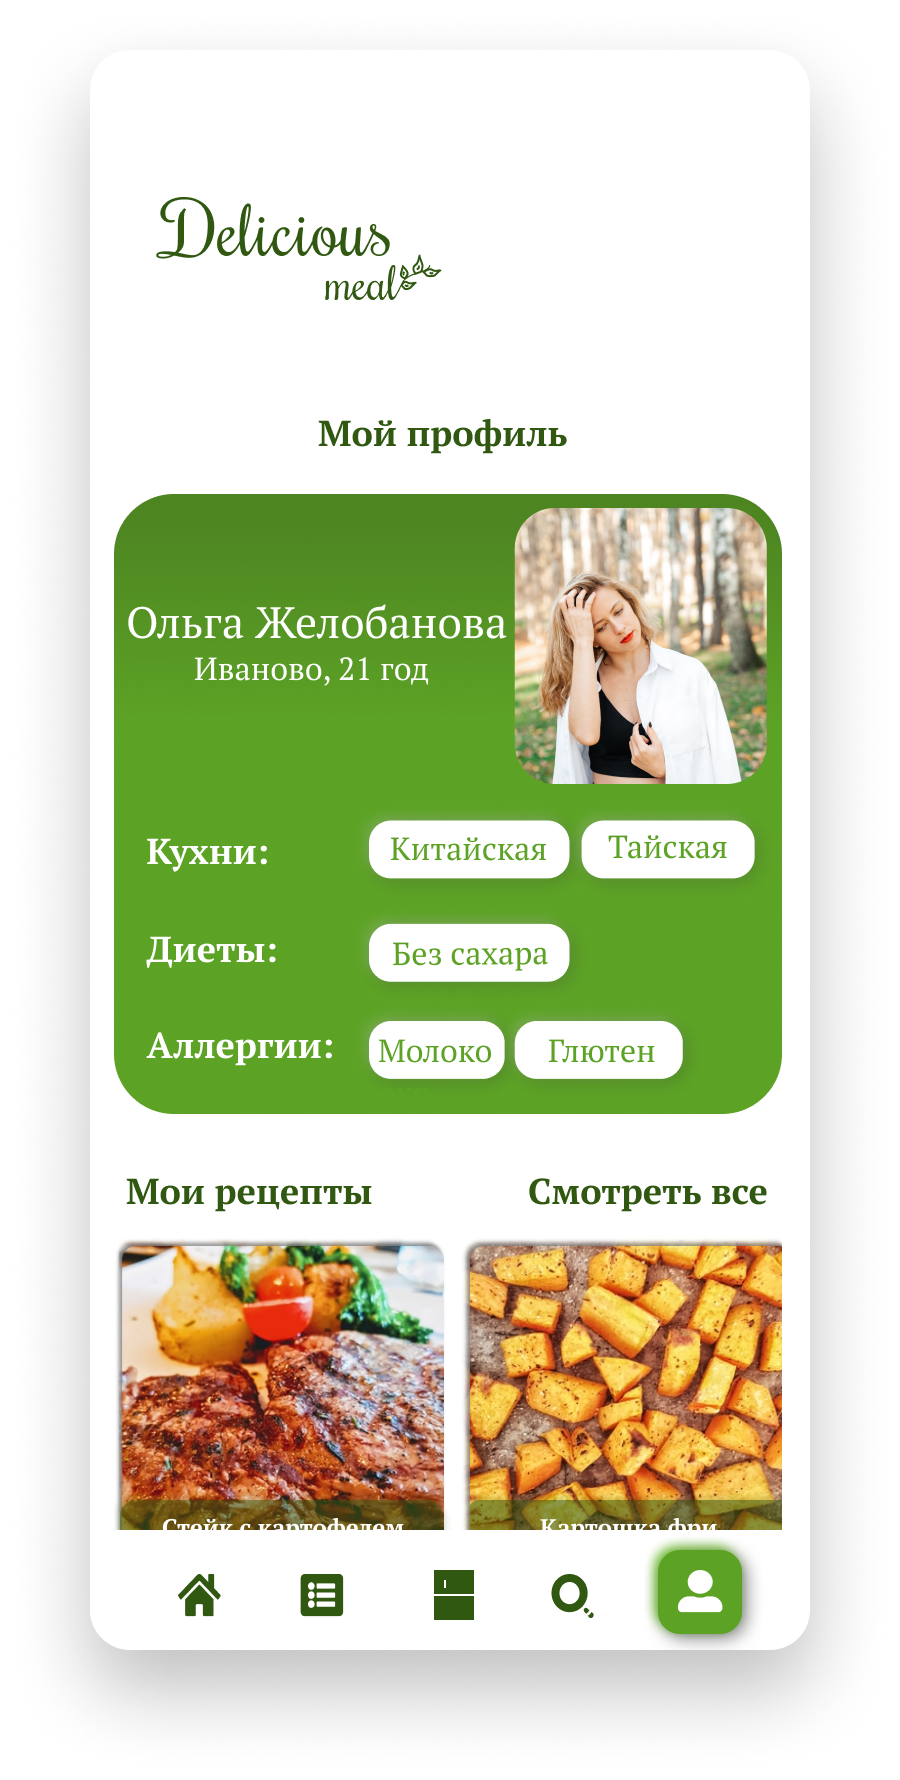 Delicious
meal
Мой профиль
Ольга Желобанова
Иваново, 21 год
Кухни: Китайская Тайская
Диеты: Без сахара
Аллергии: Молоко Глютен
Мои рецепты Смотреть все
Стейк с картофелем Картошка фри